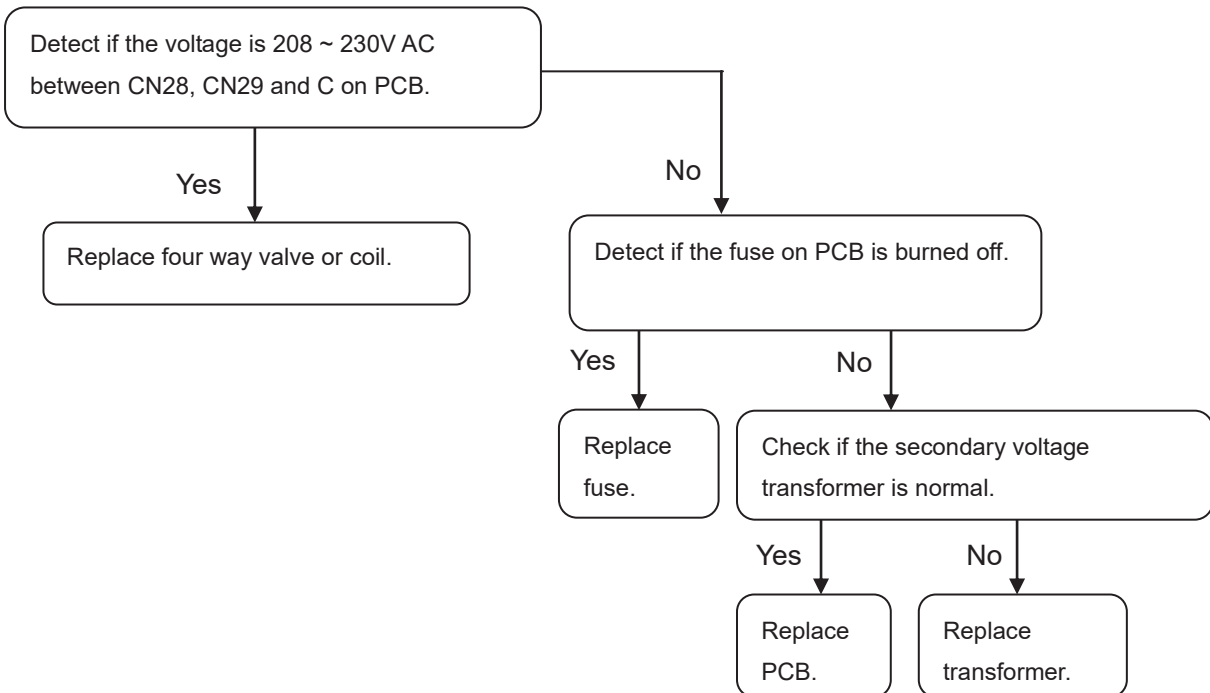 Detect if the voltage is 208 ~ 230V AC
between CN28, CN29 and C on PCB.
Yes
No
Replace four way valve or coil.
Detect if the fuse on PCB is burned off.
Yes
No
Replace
fuse.
Check if the secondary voltage
transformer is normal.
Yes
No
Replace
PCB.
Replace
transformer.